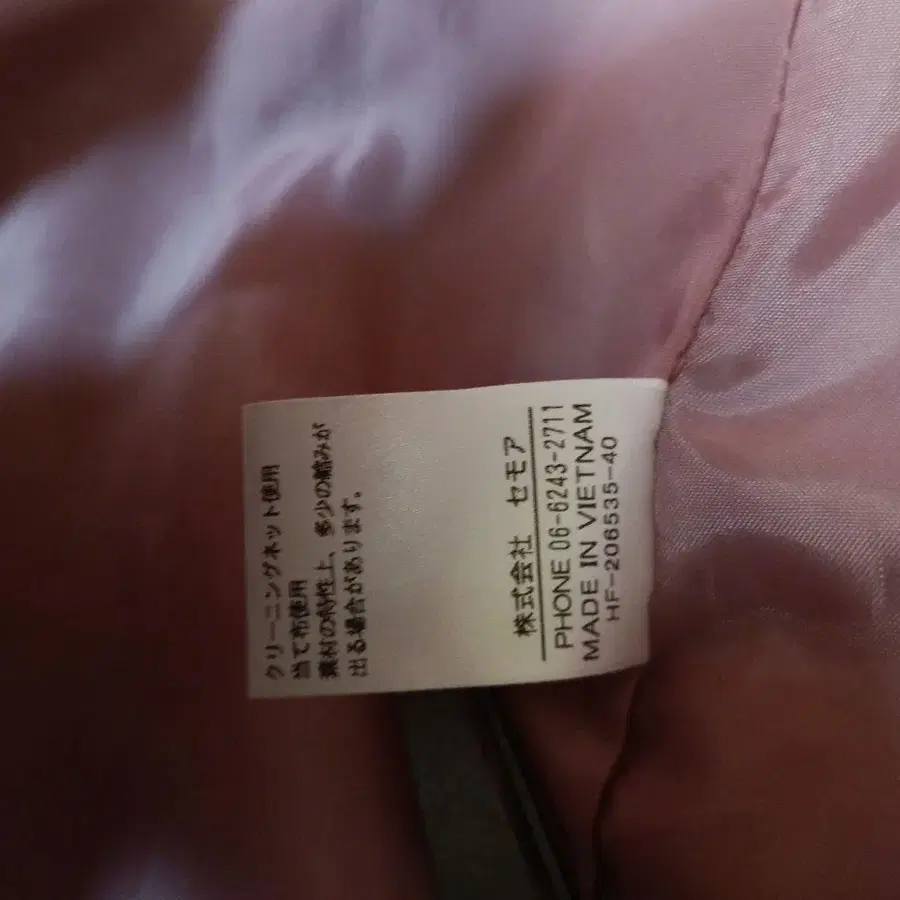 クリーニングネット使用
当て布使用
素材の特性上、多少の縮みが
出る場合があります。
株式会社 セモア
PHONE 06-6243-2711
MADE IN VIETNAM
HF-206535-40